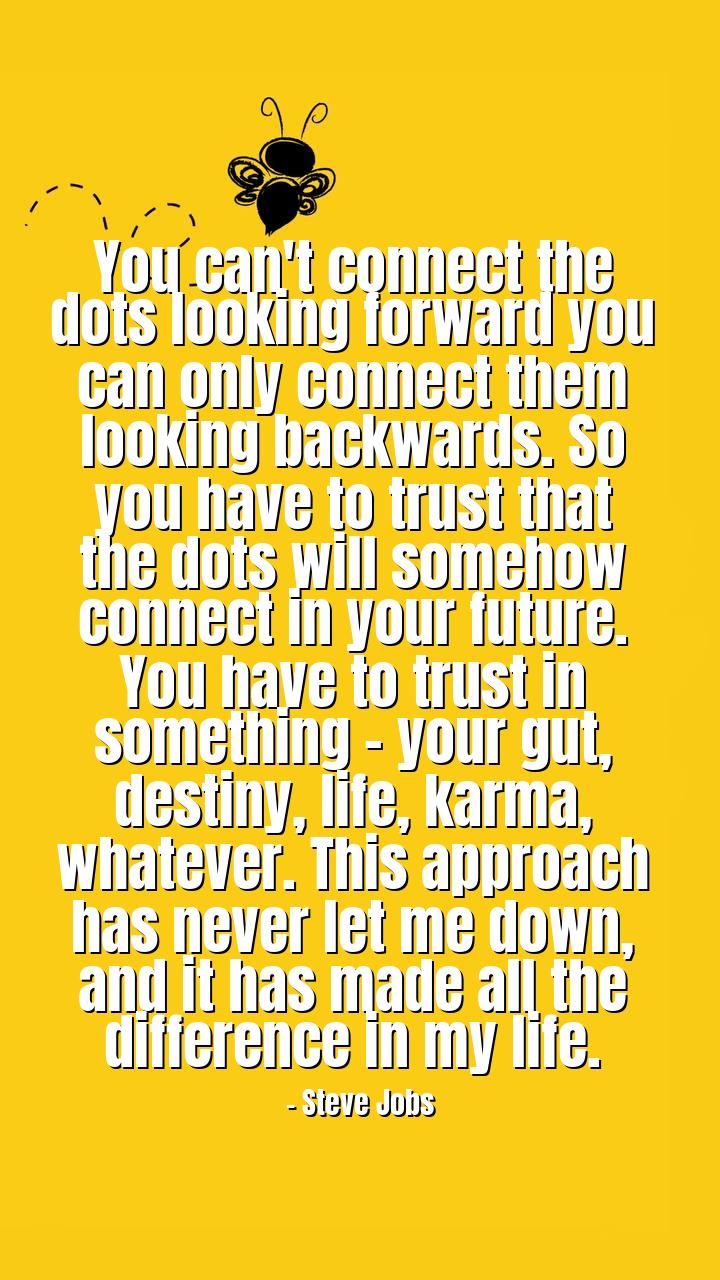 You can't connect the
dots looking forward you
can only connect them
looking backwards. So
you have to trust that
the dots will somehow
connect in your future.
You have to trust in
something - your gut,
destiny, life, karma,
whatever. This approach
has never let me down,
and it has made all the
difference in my life.
- Steve Jobs